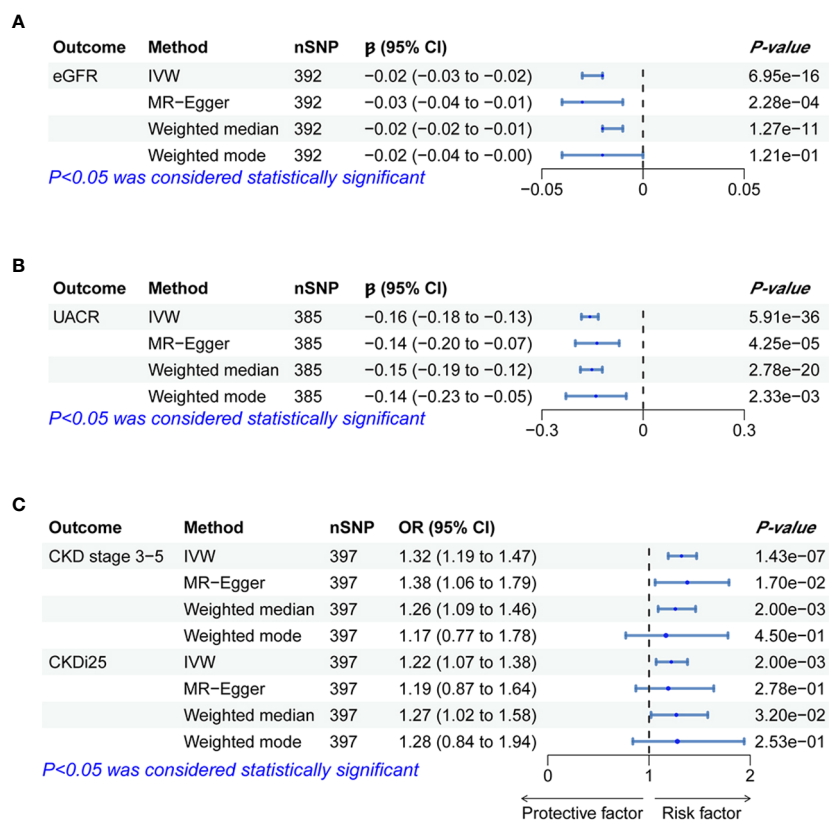 A
Outcome Method nSNP β (95% CI) P-value
eGFR IVW 392 −0.02 (−0.03 to −0.02) 6.95e−16
MR−Egger 392 −0.03 (−0.04 to −0.01) 2.28e−04
Weighted median 392 −0.02 (−0.02 to −0.01) 1.27e−11
Weighted mode 392 −0.02 (−0.04 to −0.00) 1.21e−01
P<0.05 was considered statistically significant
−0.05 0 0.05
B
Outcome Method nSNP β (95% CI) P-value
UACR IVW 385 −0.16 (−0.18 to −0.13) 5.91e−36
MR−Egger 385 −0.14 (−0.20 to −0.07) 4.25e−05
Weighted median 385 −0.15 (−0.19 to −0.12) 2.78e−20
Weighted mode 385 −0.14 (−0.23 to −0.05) 2.33e−03
P<0.05 was considered statistically significant
−0.3 0 0.3
C
Outcome Method nSNP OR (95% CI) P-value
CKD stage 3−5 IVW 397 1.32 (1.19 to 1.47) 1.43e−07
MR−Egger 397 1.38 (1.06 to 1.79) 1.70e−02
Weighted median 397 1.26 (1.09 to 1.46) 2.00e−03
Weighted mode 397 1.17 (0.77 to 1.78) 4.50e−01
CKDi25 IVW 397 1.22 (1.07 to 1.38) 2.00e−03
MR−Egger 397 1.19 (0.87 to 1.64) 2.78e−01
Weighted median 397 1.27 (1.02 to 1.58) 3.20e−02
Weighted mode 397 1.28 (0.84 to 1.94) 2.53e−01
P<0.05 was considered statistically significant
0 1 2
Protective factor Risk factor